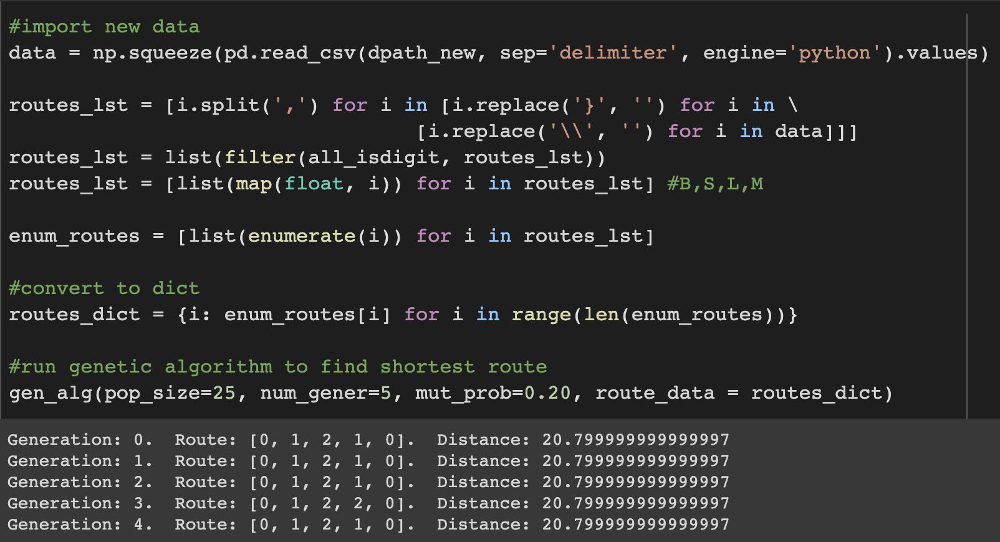 #import new data
data = np.squeeze(pd.read_csv(dpath_new, sep='delimiter', engine='python').values)
routes_lst = [i.split(',') for i in [i.replace('}', '') for i in \
[i.replace('\\', '') for i in data]]]
routes_lst = list(filter(all_isdigit, routes_lst))
routes_lst = [list(map(float, i)) for i in routes_lst] #B,S,L,M
enum_routes = [list(enumerate(i)) for i in routes_lst]
#convert to dict
routes_dict = {i: enum_routes[i] for i in range(len(enum_routes))}
#run genetic algorithm to find shortest route
gen_alg(pop_size=25, num_gener=5, mut_prob=0.20, route_data = routes_dict)
Generation: 0.  Route: [0, 1, 2, 1, 0].  Distance: 20.799999999999997
Generation: 1.  Route: [0, 1, 2, 1, 0].  Distance: 20.799999999999997
Generation: 2.  Route: [0, 1, 2, 1, 0].  Distance: 20.799999999999997
Generation: 3.  Route: [0, 1, 2, 2, 0].  Distance: 20.799999999999997
Generation: 4.  Route: [0, 1, 2, 1, 0].  Distance: 20.799999999999997